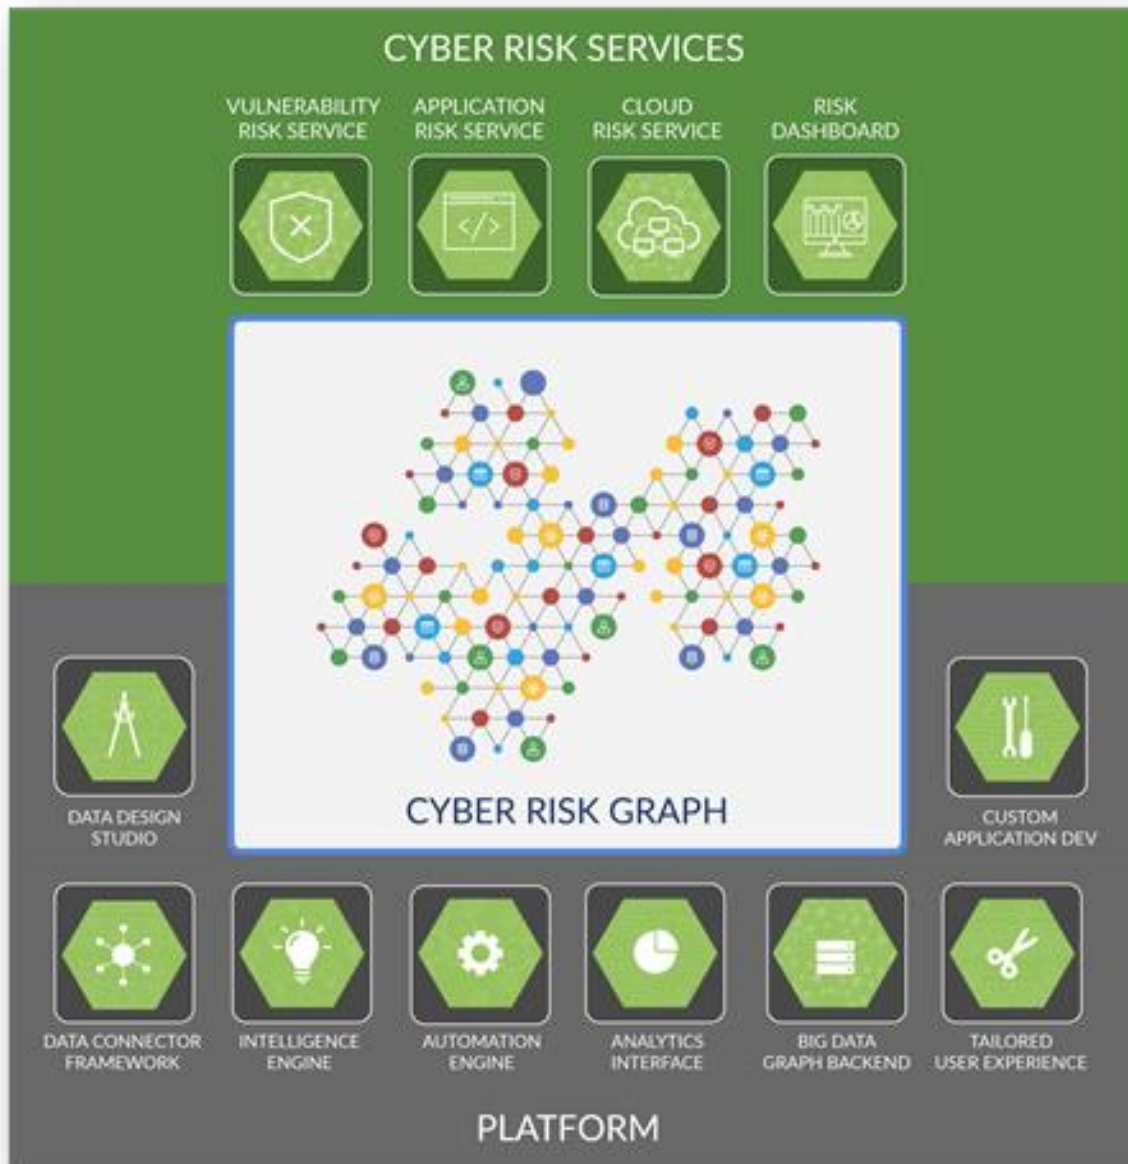 CYBER RISK SERVICES
VULNERABILITY
RISK SERVICE
APPLICATION
RISK SERVICE
CLOUD
RISK SERVICE
RISK
DASHBOARD
</>
CYBER RISK GRAPH
DATA DESIGN
STUDIO
CUSTOM
APPLICATION DEV
DATA CONNECTOR
FRAMEWORK
INTELLIGENCE
ENGINE
AUTOMATION
ENGINE
ANALYTICS
INTERFACE
BIG DATA
GRAPH BACKEND
TAILORED
USER EXPERIENCE
PLATFORM